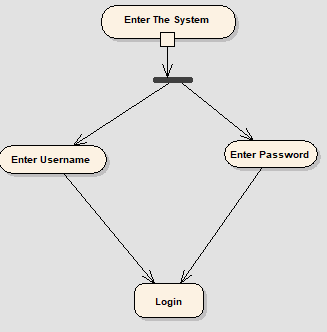 Enter The System
Enter Username
Enter Password
Login